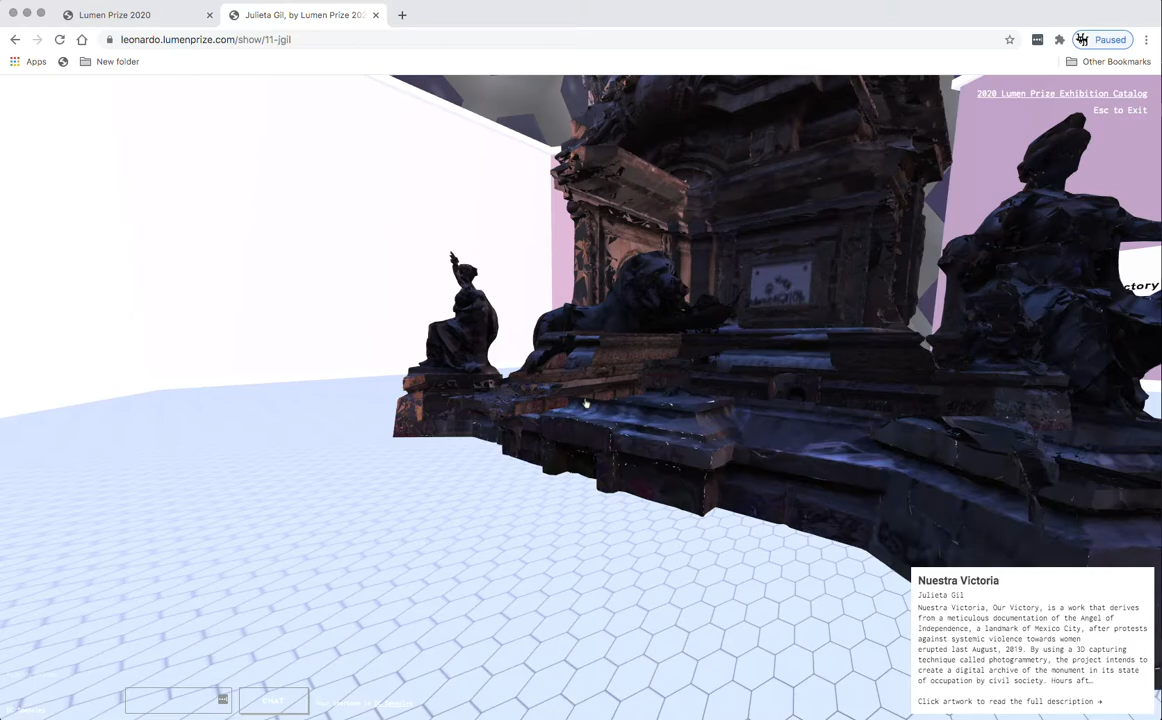 Lumen Prize 2020
Julieta Gil, by Lumen Prize 202
leonardo.lumenprize.com/show/11-jgil
Paused
Apps
New folder
Other Bookmarks
2020 Lumen Prize Exhibition Catalog
Esc to Exit
ctory
Nuestra Victoria
Julieta Gil
Nuestra Victoria, Our Victory, is a work that derives
from a meticulous documentation of the Angel of
Independence, a landmark of Mexico City, after protests
against systemic violence towards women
erupted last August, 2019. By using a 3D capturing
technique called photogrammetry, the project intends to
create a digital archive of the monument in its state
of occupation by civil society. Hours aft…
Click artwork to read the full description →
CHAT